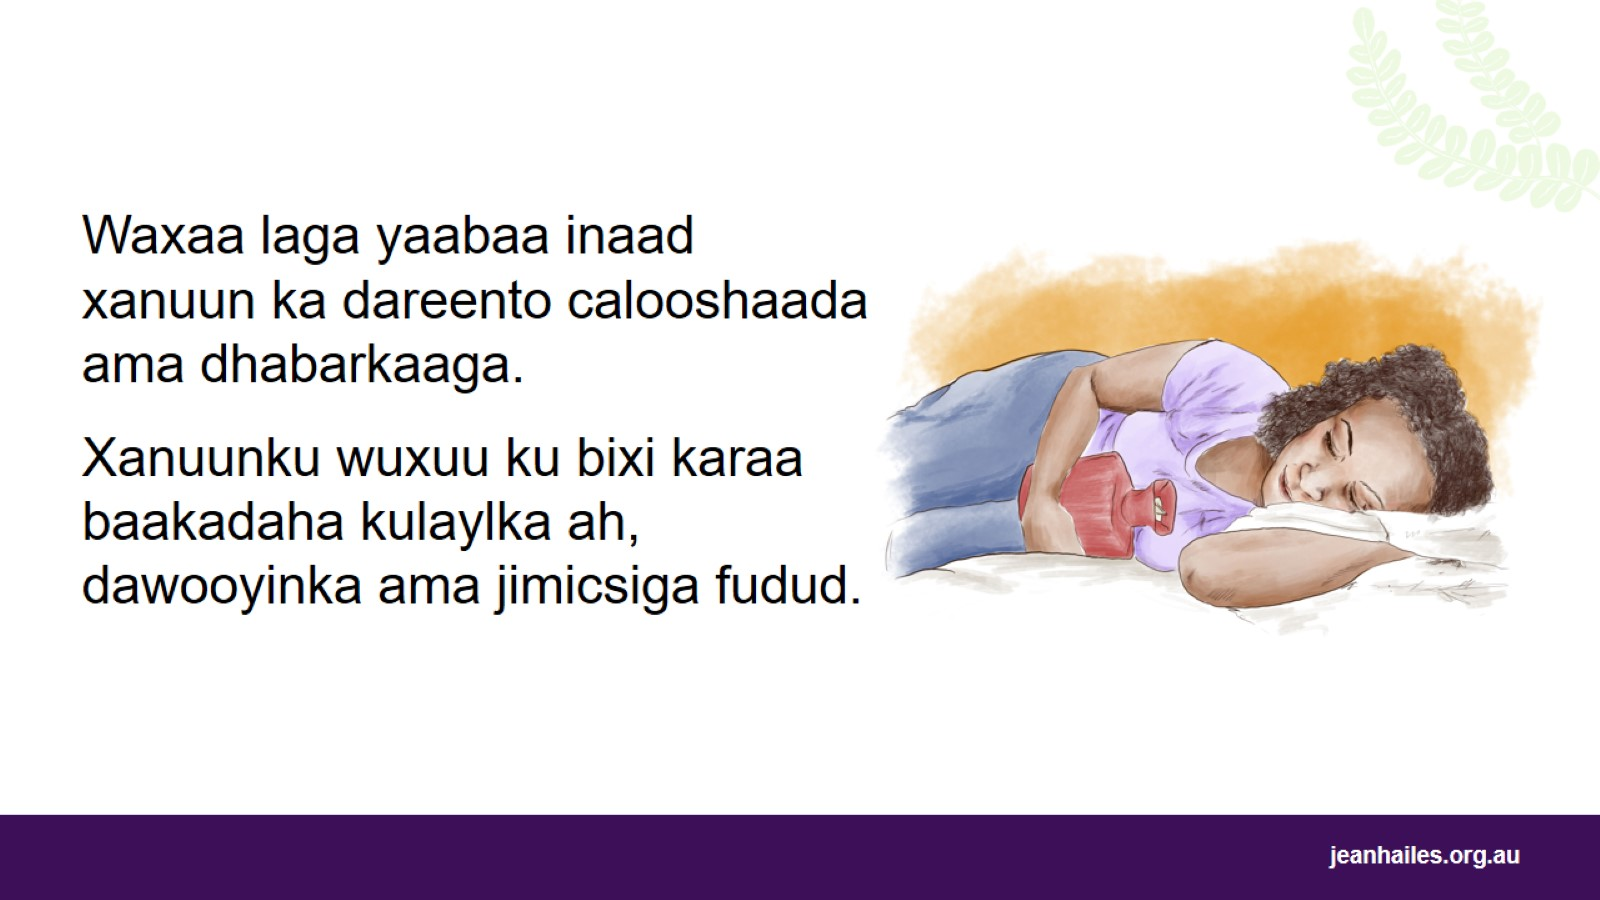 Waxaa laga yaabaa inaad
xanuun ka dareento calooshaada
ama dhabarkaaga.
Xanuunku wuxuu ku bixi karaa
baakadaha kulaylka ah,
dawooyinka ama jimicsiga fudud.
jeanhailes.org.au